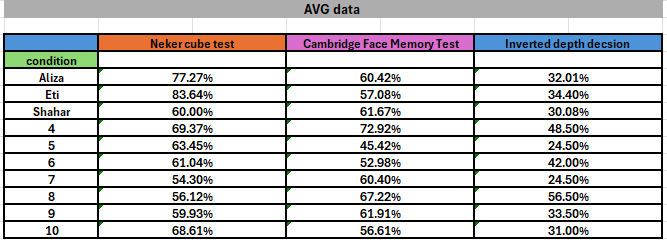 AVG data
Neker cube test Cambridge Face Memory Test Inverted depth decsion
condition
Aliza 77.27% 60.42% 32.01%
Eti 83.64% 57.08% 34.40%
Shahar 60.00% 61.67% 30.08%
4 69.37% 72.92% 48.50%
5 63.45% 45.42% 24.50%
6 61.04% 52.98% 42.00%
7 54.30% 60.40% 24.50%
8 56.12% 67.22% 56.50%
9 59.93% 61.91% 33.50%
10 68.61% 56.61% 31.00%